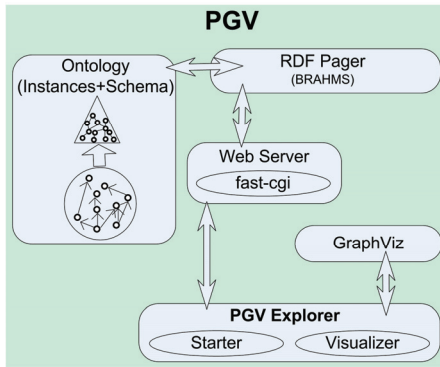 PGV
Ontology
(Instances+Schema)
RDF Pager
(BRAHMS)
Web Server
fast-cgi
GraphViz
PGV Explorer
Starter
Visualizer